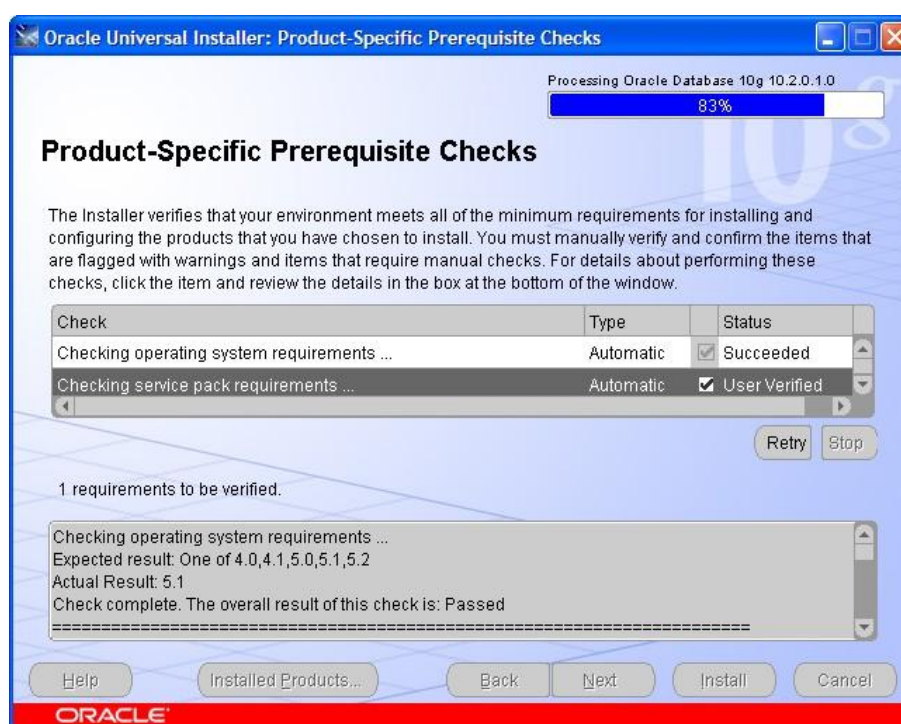 Oracle Universal Installer: Product-Specific Prerequisite Checks
Processing Oracle Database 10g 10.2.0.1.0
83%
10g
Product-Specific Prerequisite Checks
The Installer verifies that your environment meets all of the minimum requirements for installing and
configuring the products that you have chosen to install. You must manually verify and confirm the items that
are flagged with warnings and items that require manual checks. For details about performing these
checks, click the item and review the details in the box at the bottom of the window.
Check Type Status
Checking operating system requirements ... Automatic Succeeded
Checking service pack requirements ... Automatic User Verified
Retry Stop
1 requirements to be verified.
Checking operating system requirements ...
Expected result: One of 4.0,4.1,5.0,5.1,5.2
Actual Result: 5.1
Check complete. The overall result of this check is: Passed
========================================================================
Help Installed Products... Back Next Install Cancel
ORACLE